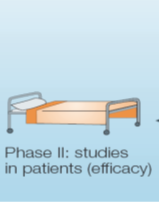 Phase II: studies
in patients (efficacy)